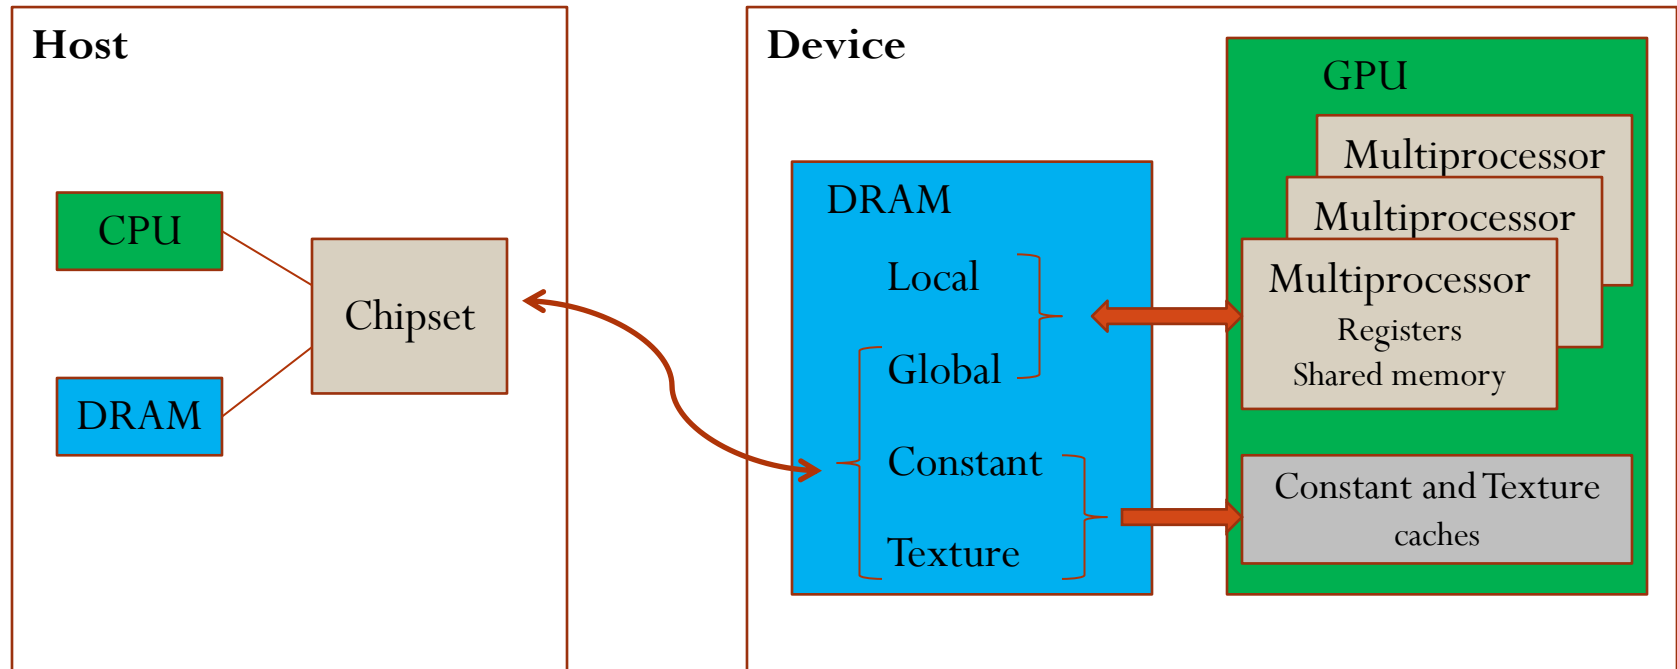 Host
CPU
DRAM
Chipset
Device
DRAM
Local
Global
Constant
Texture
GPU
Multiprocessor
Multiprocessor
Multiprocessor
Registers
Shared memory
Constant and Texture
caches